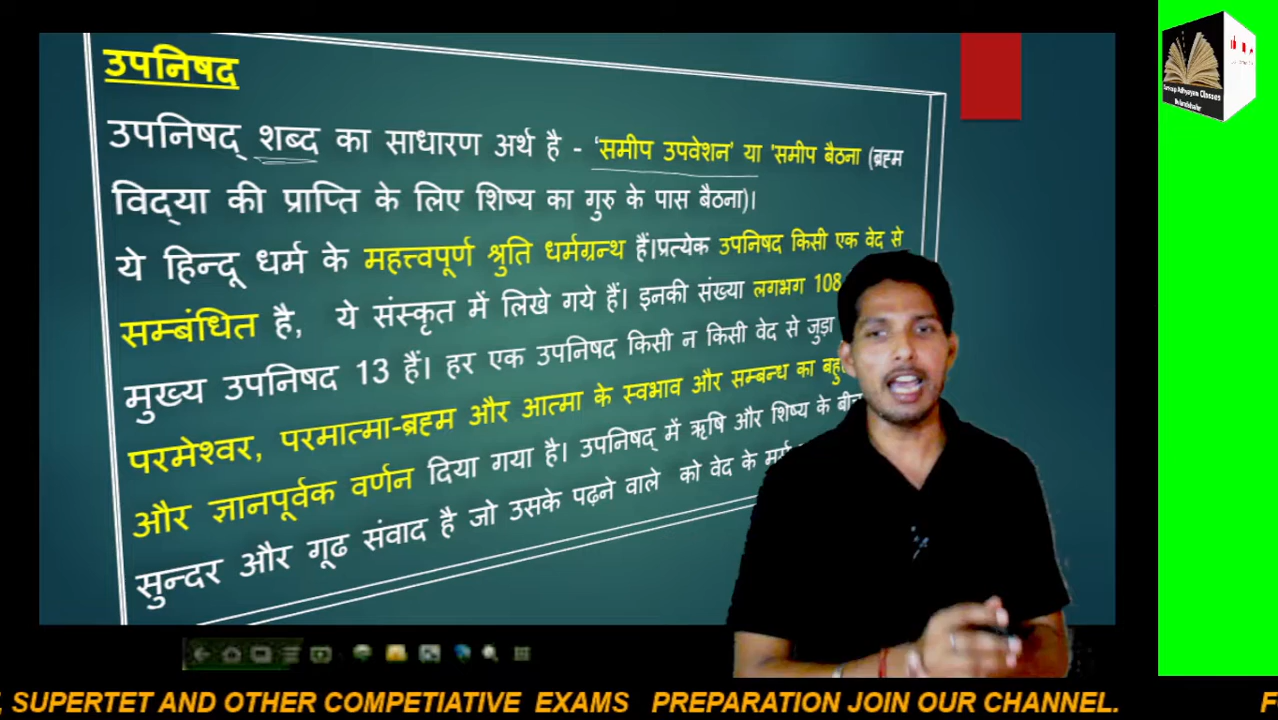 उपनिषद
उपनिषद् शब्द का साधारण अर्थ है - ‘समीप उपवेशन’ या 'समीप बैठना (ब्रह्म
विद्या की प्राप्ति के लिए शिष्य का गुरु के पास बैठना)।
ये हिन्दू धर्म के महत्त्वपूर्ण श्रुति धर्मग्रन्थ हैं।प्रत्येक उपनिषद किसी एक वेद से
सम्बंधित है, ये संस्कृत में लिखे गये हैं। इनकी संख्या लगभग 108
मुख्य उपनिषद 13 हैं। हर एक उपनिषद किसी न किसी वेद से जुड़ा
परमेश्वर, परमात्मा-ब्रह्म और आत्मा के स्वभाव और सम्बन्ध का
और ज्ञानपूर्वक वर्णन दिया गया है। उपनिषद् में ऋषि और शिष्य के
सुन्दर और गूढ संवाद है जो उसके पढ़ने वाले को वेद के
Adhyayan Classes
, SUPERTET AND OTHER COMPETIATIVE EXAMS PREPARATION JOIN OUR CHANNEL. F